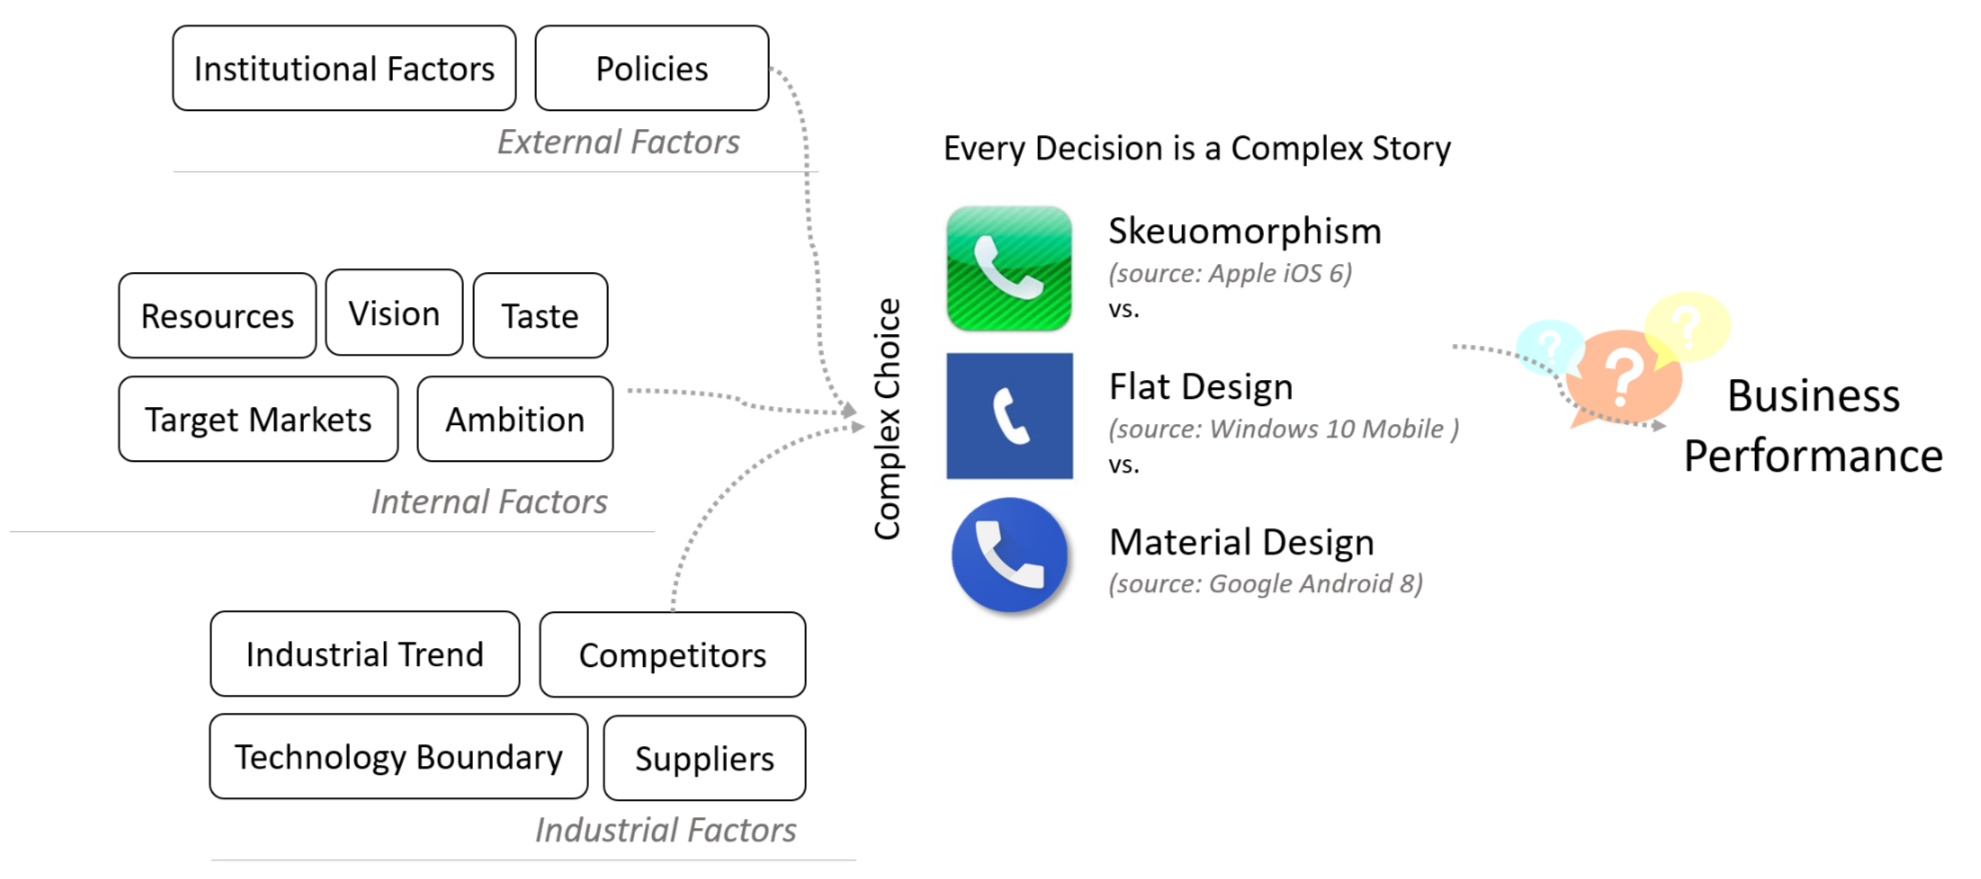 Institutional Factors
Policies
External Factors
Resources
Vision
Taste
Target Markets
Ambition
Internal Factors
Industrial Trend
Competitors
Technology Boundary
Suppliers
Industrial Factors
Complex Choice
Every Decision is a Complex Story
Skeuomorphism
(source: Apple iOS 6)
vs.
Flat Design
(source: Windows 10 Mobile )
vs.
Material Design
(source: Google Android 8)
?
?
?
Business
Performance